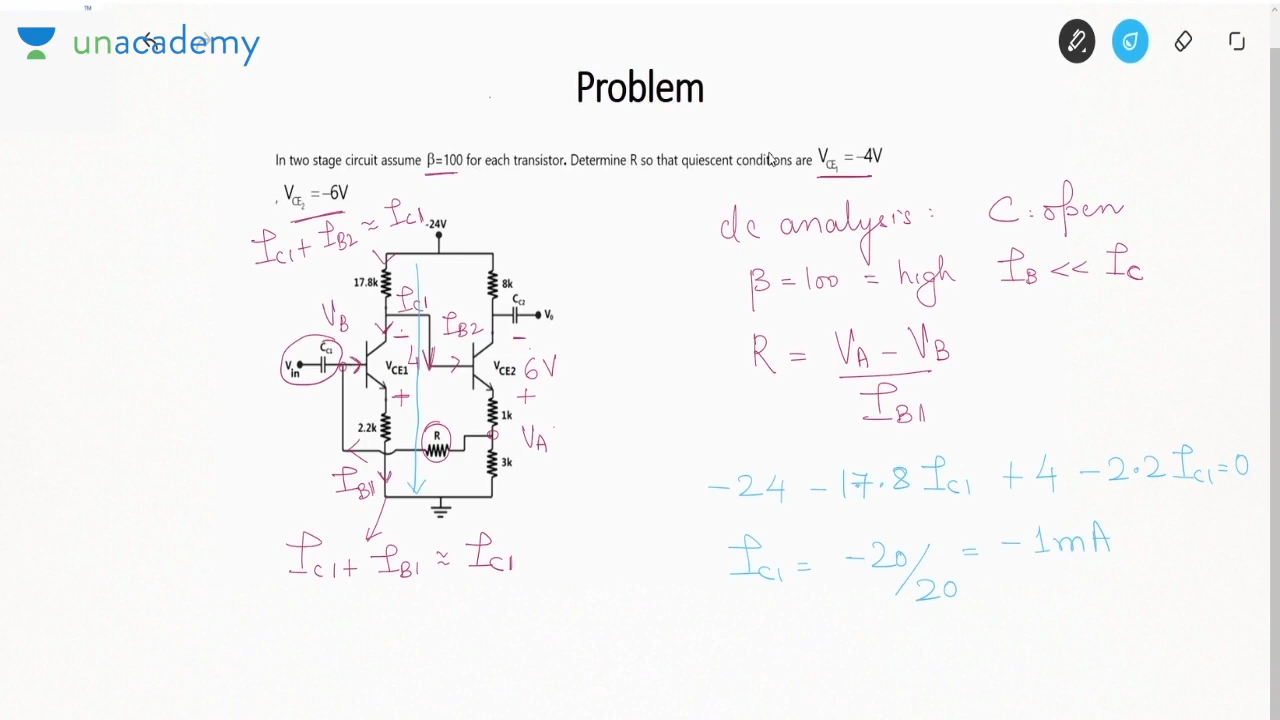 TM
unacademy
Problem
In two stage circuit assume β=100 for each transistor. Determine R so that quiescent conditions are V_CE₁ = –4V
, V_CE₂ = –6V
I_C1 + I_B2 ≈ I_C1
-24V
17.8k
8k
I_C1
C_C2
V₀
V_B
I_B2
C_C1
V_in
V_CE1
4
V_CE2
6V
−
+
−
+
1k
2.2k
R
V_A
3k
I_B1
I_C1 + I_B1 ≈ I_C1
dc analysis: C: open
β = 100 = high I_B << I_C
R = V_A − V_B / I_B1
−24 − 17.8 I_C1 + 4 − 2.2 I_C1 = 0
I_C1 = −20/20 = −1mA